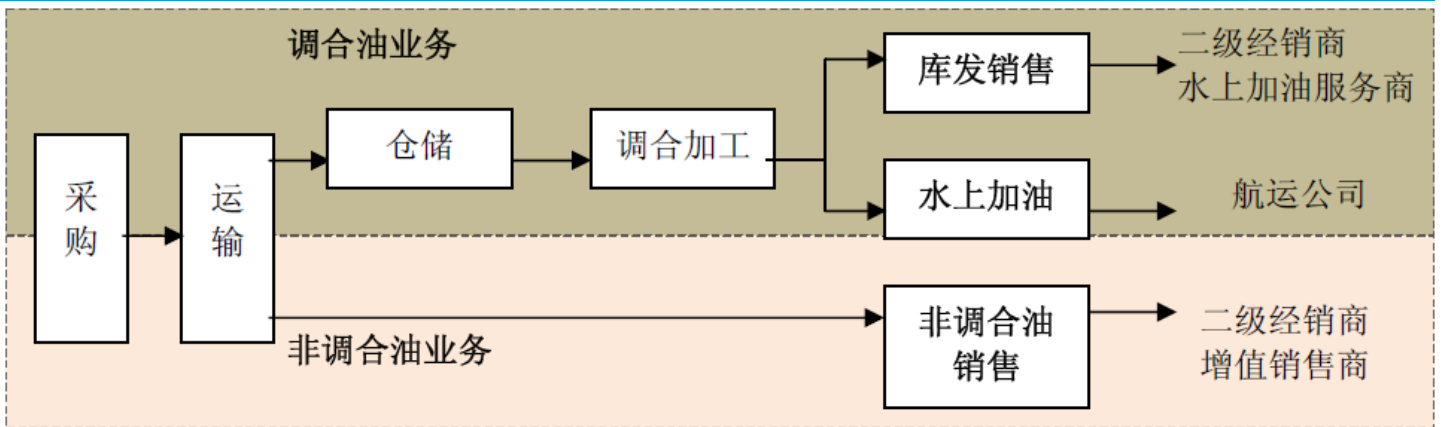 调合油业务
采
购
运
输
仓储
调合加工
库发销售
二级经销商
水上加油服务商
水上加油
航运公司
非调合油业务
非调合油
销售
二级经销商
增值销售商